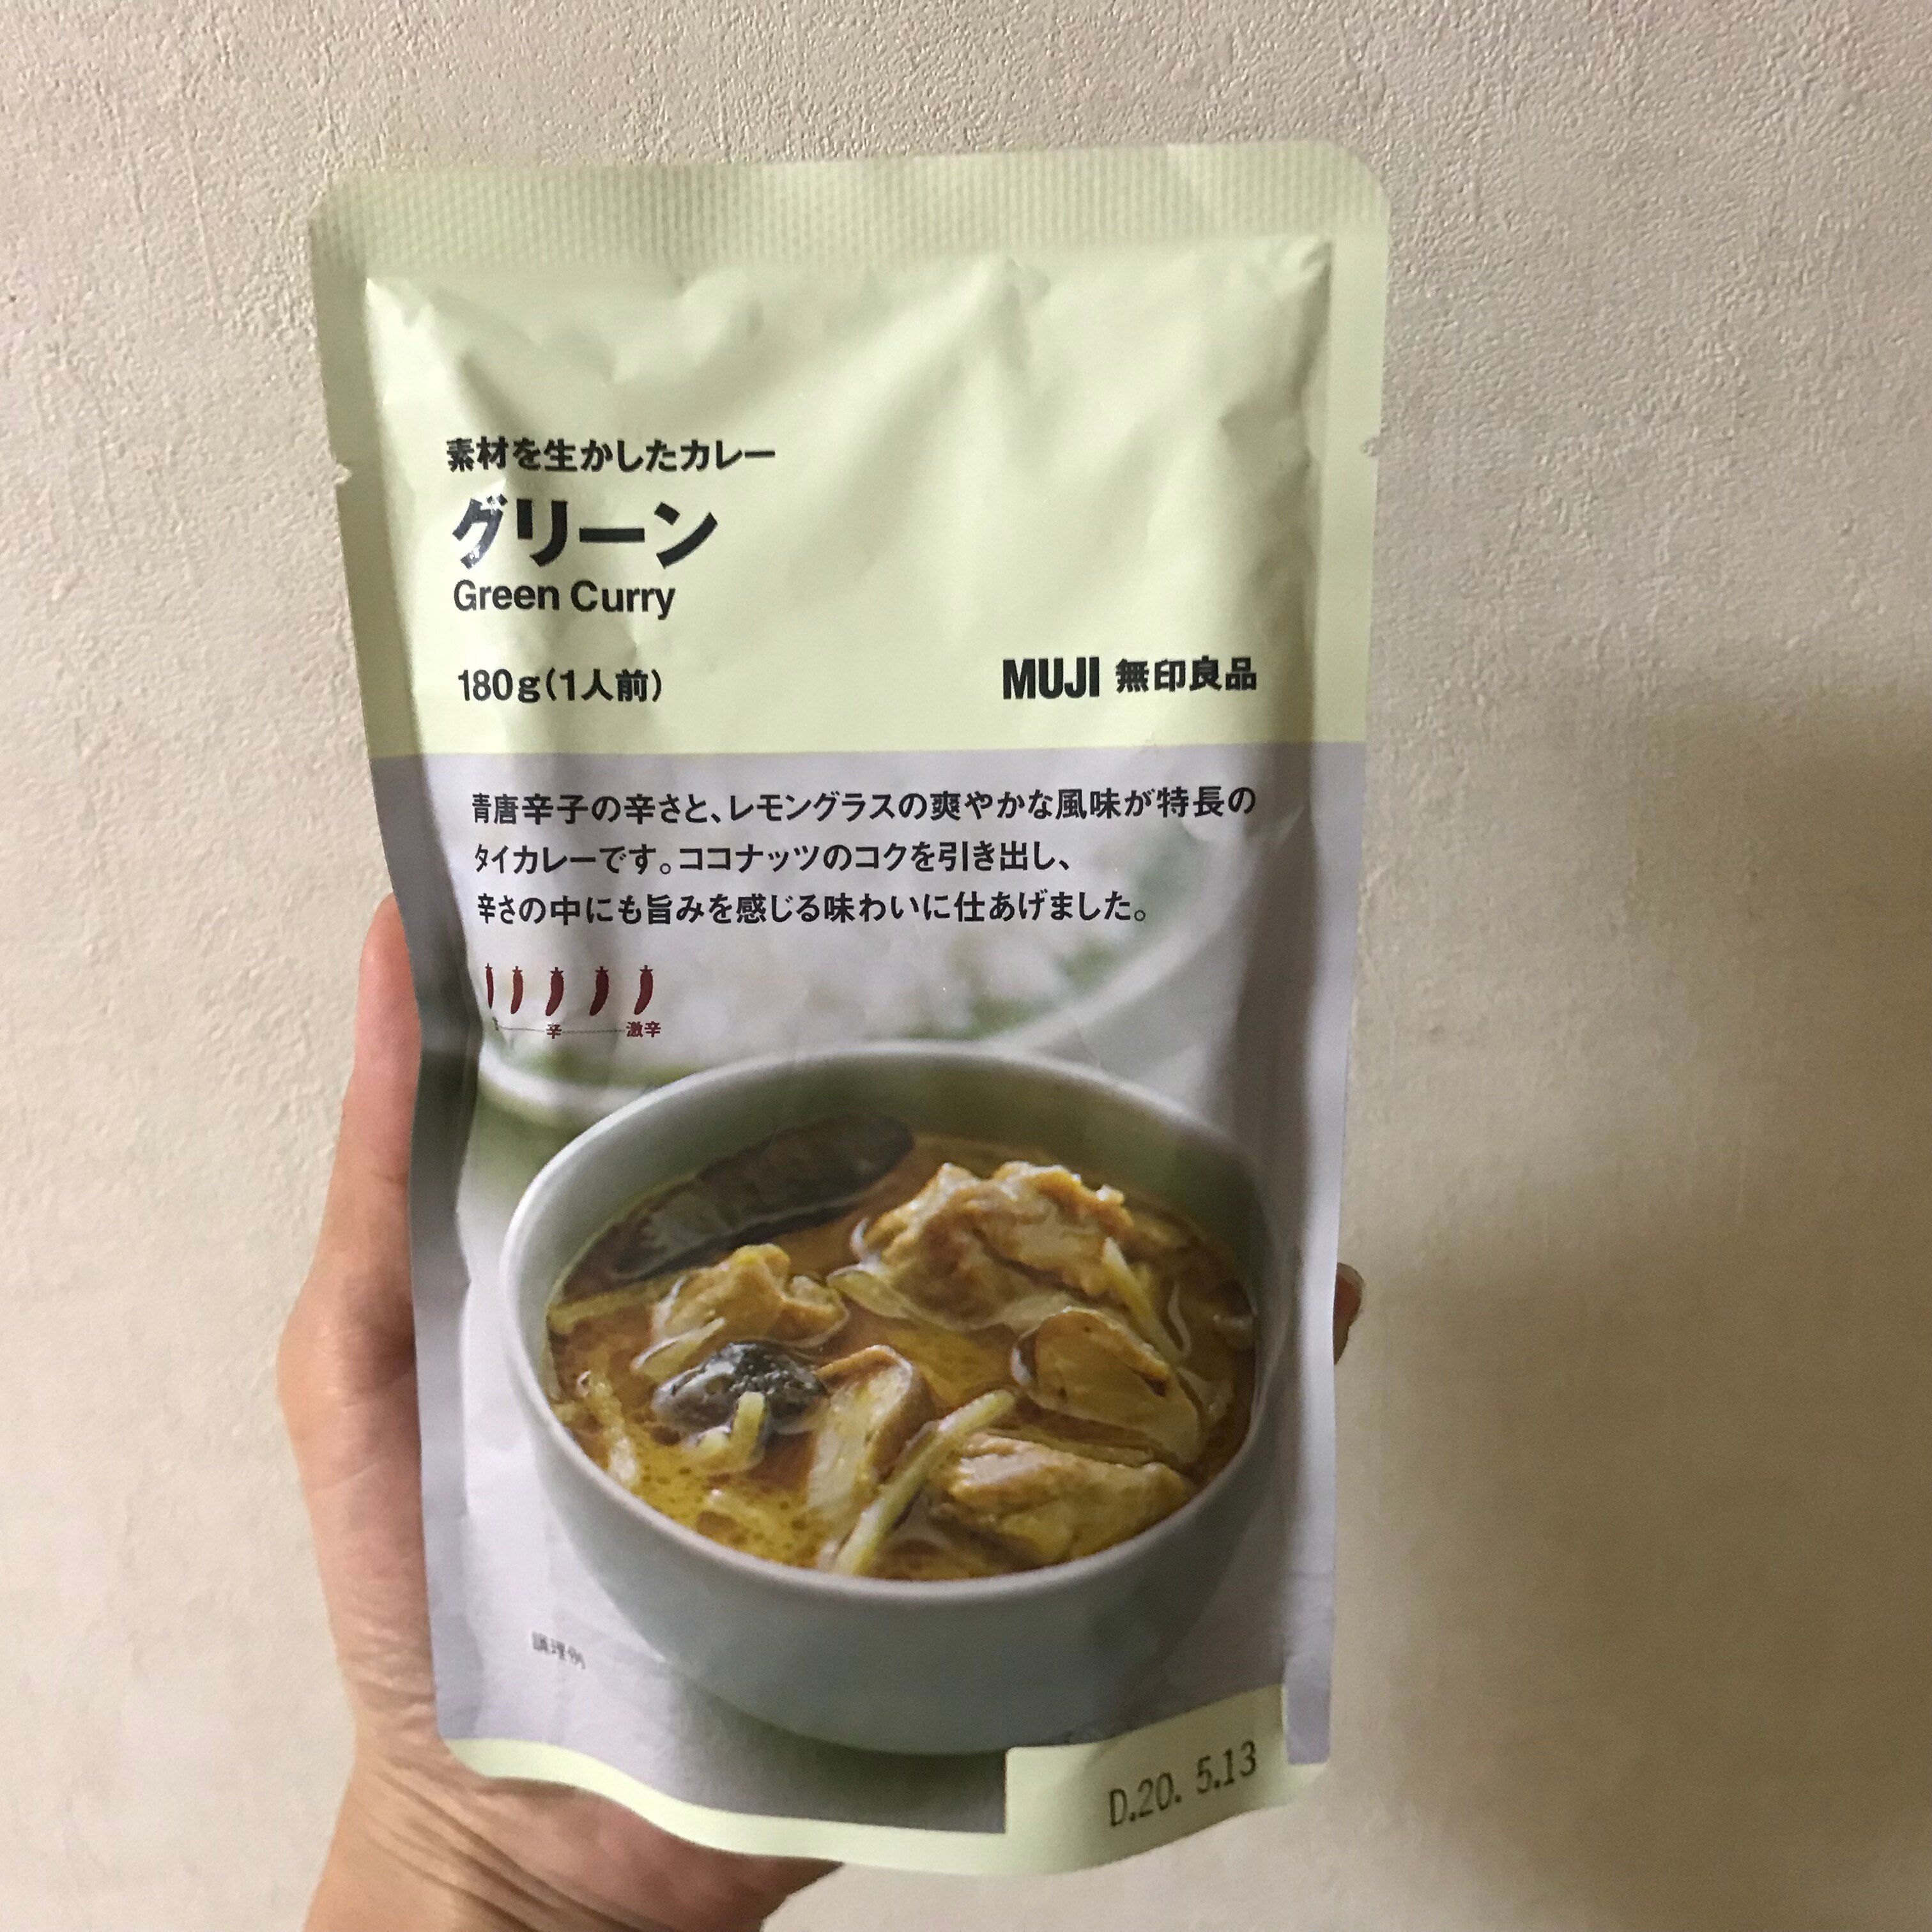 素材を生かしたカレー
グリーン
Green Curry
180g(1人前)
MUJI 無印良品
青唐辛子の辛さと、レモングラスの爽やかな風味が特長の
タイカレーです。ココナッツのコクを引き出し、
辛さの中にも旨みを感じる味わいに仕あげました。
辛 激辛
調理例
D.20. 5.13